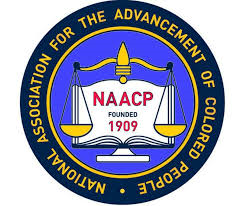 NATIONAL ASSOCIATION FOR THE ADVANCEMENT OF COLORED PEOPLE
NAACP
FOUNDED
1909